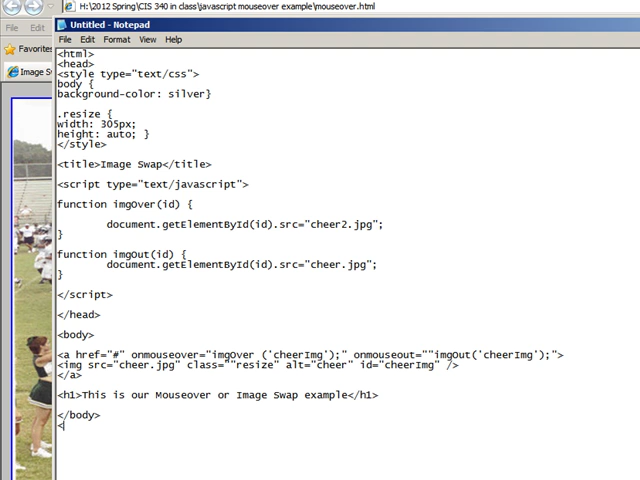 H:\2012 Spring\CIS 340 in class\javascript mouseover example\mouseover.html
File
Favorites
Image Sw
Untitled - Notepad
File Edit Format View Help
<html>
<head>
<style type="text/css">
body {
background-color: silver}
.resize {
width: 305px;
height: auto; }
</style>
<title>Image Swap</title>
<script type="text/javascript">
function imgOver(id) {
document.getElementById(id).src="cheer2.jpg";
}
function imgOut(id) {
document.getElementById(id).src="cheer.jpg";
}
</script>
</head>
<body>
<a href="#" onmouseover="imgOver ('cheerImg');" onmouseout=""imgOut('cheerImg');">
<img src="cheer.jpg" class=""resize" alt="cheer" id="cheerImg" />
</a>
<h1>This is our Mouseover or Image Swap example</h1>
</body>
<